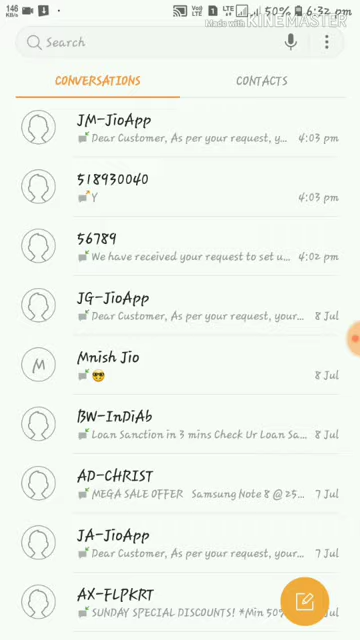 146 KB/s VoD LTE 1 LTE 50% 6:32 pm
Made with KINEMASTER
Search
CONVERSATIONS CONTACTS
JM-JioApp
Dear Customer, As per your request, y... 4:03 pm
518930040
Y 4:03 pm
56789
We have received your request to set u... 4:02 pm
JG-JioApp
Dear Customer, As per your request, your... 8 Jul
M Mnish Jio
😎 8 Jul
BW-InDiAb
Loan Sanction in 3 mins Check Ur Loan Sa... 8 Jul
AD-CHRIST
MEGA SALE OFFER Samsung Note 8 @ 25... 7 Jul
JA-JioApp
Dear Customer, As per your request, your... 7 Jul
AX-FLPKRT
SUNDAY SPECIAL DISCOUNTS! *Min 50% Jul